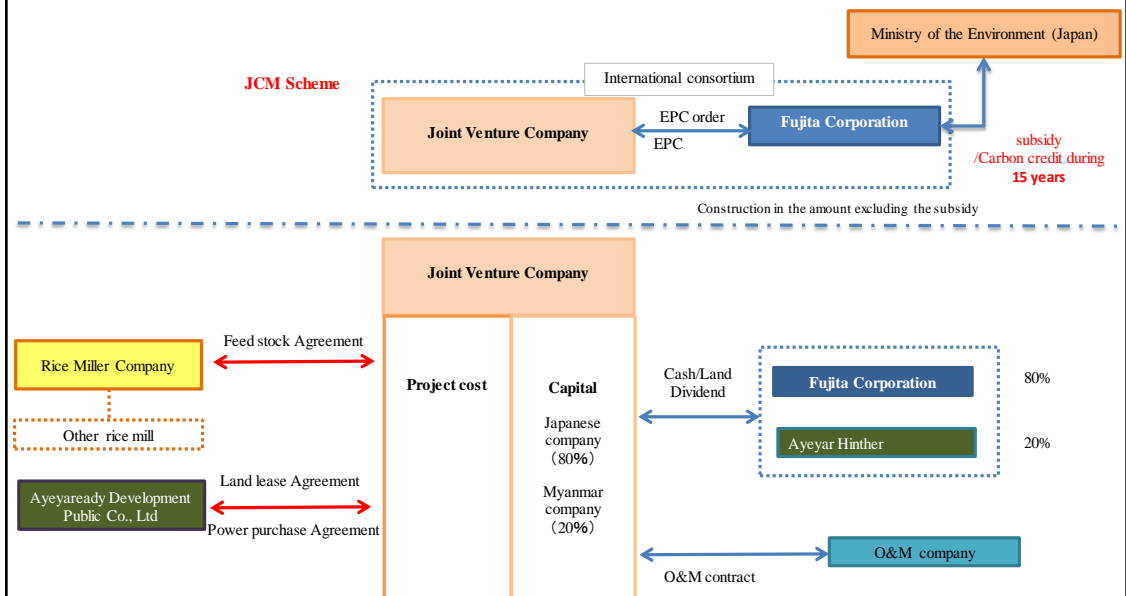 Ministry of the Environment (Japan)
International consortium
JCM Scheme
Joint Venture Company
EPC order
EPC
Fujita Corporation
subsidy
/Carbon credit during
15 years
Construction in the amount excluding the subsidy
Joint Venture Company
Feed stock Agreement
Rice Miller Company
Other rice mill
Land lease Agreement
Ayeyaready Development
Public Co., Ltd
Power purchase Agreement
Project cost
Capital
Japanese
company
(80%)
Myanmar
company
(20%)
Cash/Land
Dividend
Fujita Corporation
80%
Ayeyar Hinther
20%
O&M company
O&M contract